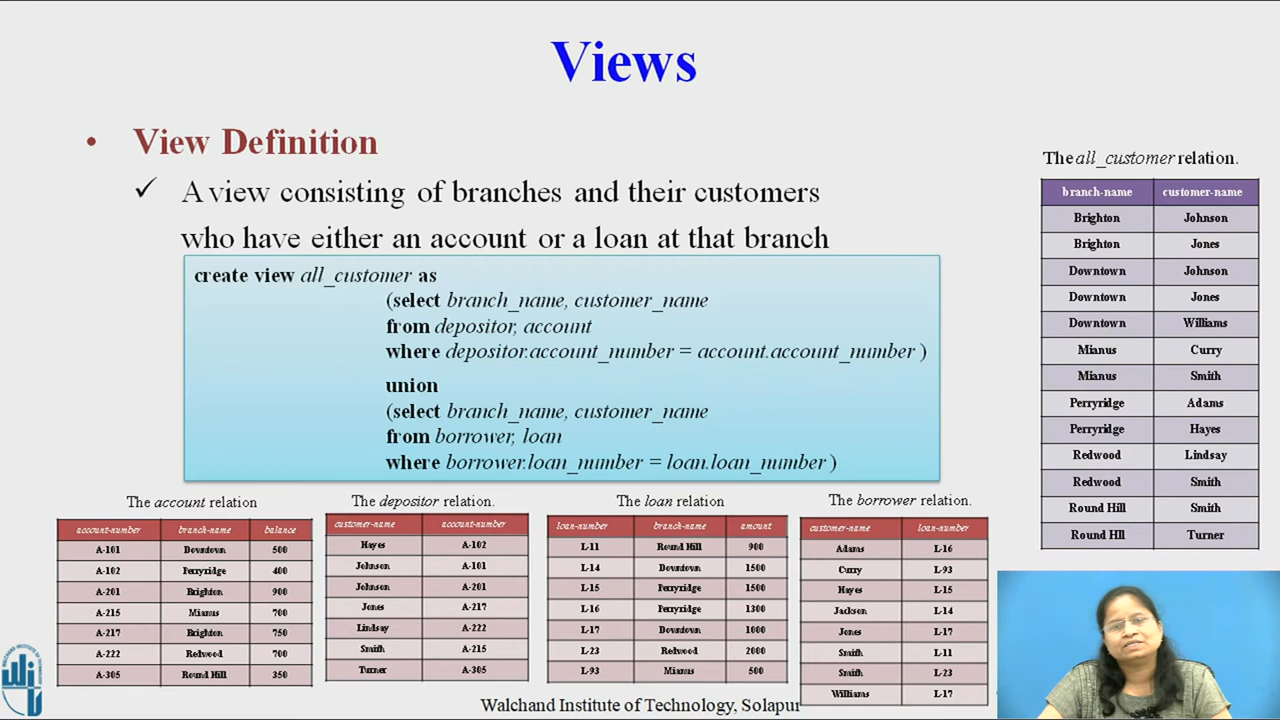 Views
• View Definition
✓ A view consisting of branches and their customers
who have either an account or a loan at that branch
create view all_customer as
(select branch_name, customer_name
from depositor, account
where depositor.account_number = account.account_number )
union
(select branch_name, customer_name
from borrower, loan
where borrower.loan_number = loan.loan_number )
The all_customer relation.
branch-name customer-name
Brighton Johnson
Brighton Jones
Downtown Johnson
Downtown Jones
Downtown Williams
Mianus Curry
Mianus Smith
Perryridge Adams
Perryridge Hayes
Redwood Lindsay
Redwood Smith
Round Hill Smith
Round HIll Turner
The account relation
account-number branch-name balance
A-101 Downtown 500
A-102 Perryridge 400
A-201 Brighton 900
A-215 Mianus 700
A-217 Brighton 750
A-222 Redwood 700
A-305 Round Hill 350
The depositor relation.
customer-name account-number
Hayes A-102
Johnson A-101
Johnson A-201
Jones A-217
Lindsay A-222
Smith A-215
Turner A-305
The loan relation
loan-number branch-name amount
L-11 Round Hill 900
L-14 Downtown 1500
L-15 Perryridge 1500
L-16 Perryridge 1300
L-17 Downtown 1000
L-23 Redwood 2000
L-93 Mianus 500
The borrower relation.
customer-name loan-number
Adams L-16
Curry L-93
Hayes L-15
Jackson L-14
Jones L-17
Smith L-11
Smith L-23
Williams L-17
Walchand Institute of Technology, Solapur